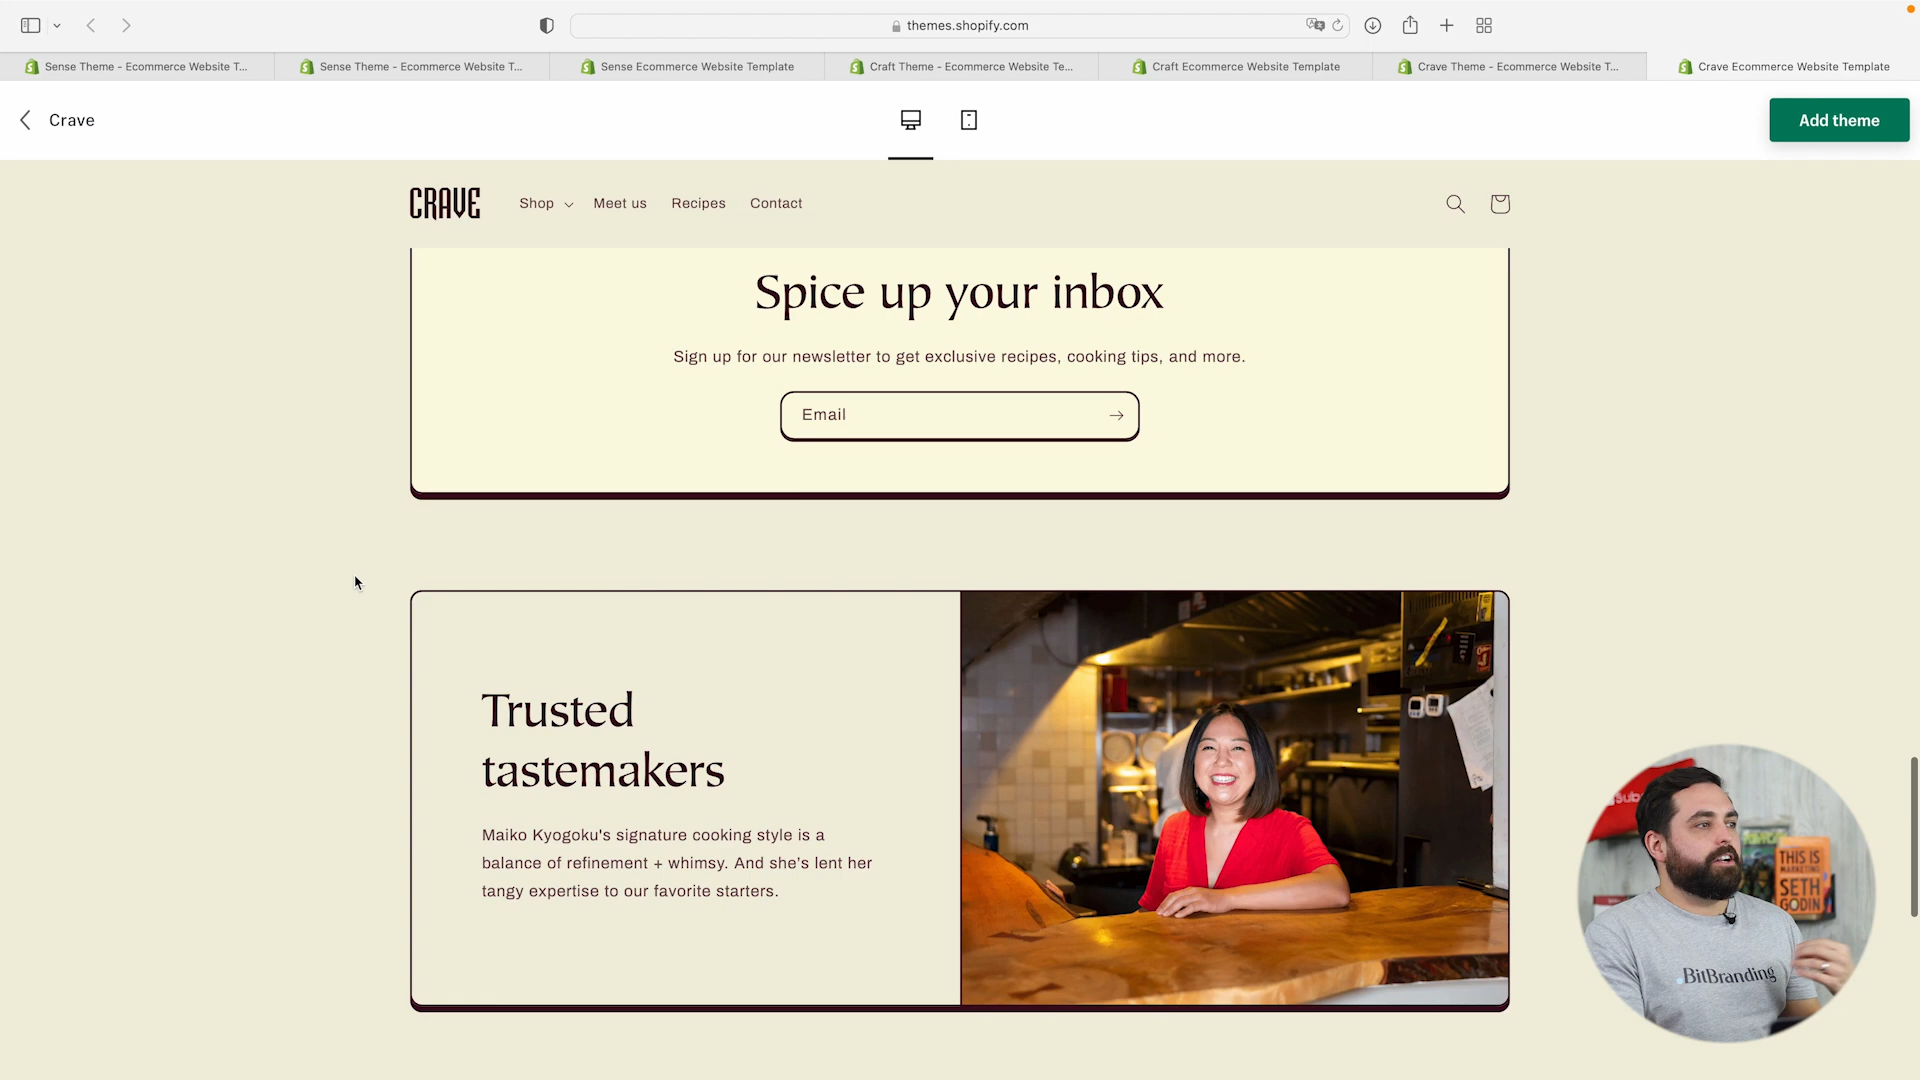 themes.shopify.com
Sense Theme - Ecommerce Website T...
Sense Theme - Ecommerce Website T...
Sense Ecommerce Website Template
Craft Theme - Ecommerce Website Te...
Craft Ecommerce Website Template
Crave Theme - Ecommerce Website T...
Crave Ecommerce Website Template
Crave
Add theme
CRAVE
Shop
Meet us
Recipes
Contact
Spice up your inbox
Sign up for our newsletter to get exclusive recipes, cooking tips, and more.
Email
Trusted
tastemakers
Maiko Kyogoku's signature cooking style is a
balance of refinement + whimsy. And she's lent her
tangy expertise to our favorite starters.
Sub
THIS IS
MARKETING
SETH
GODIN
.BitBranding